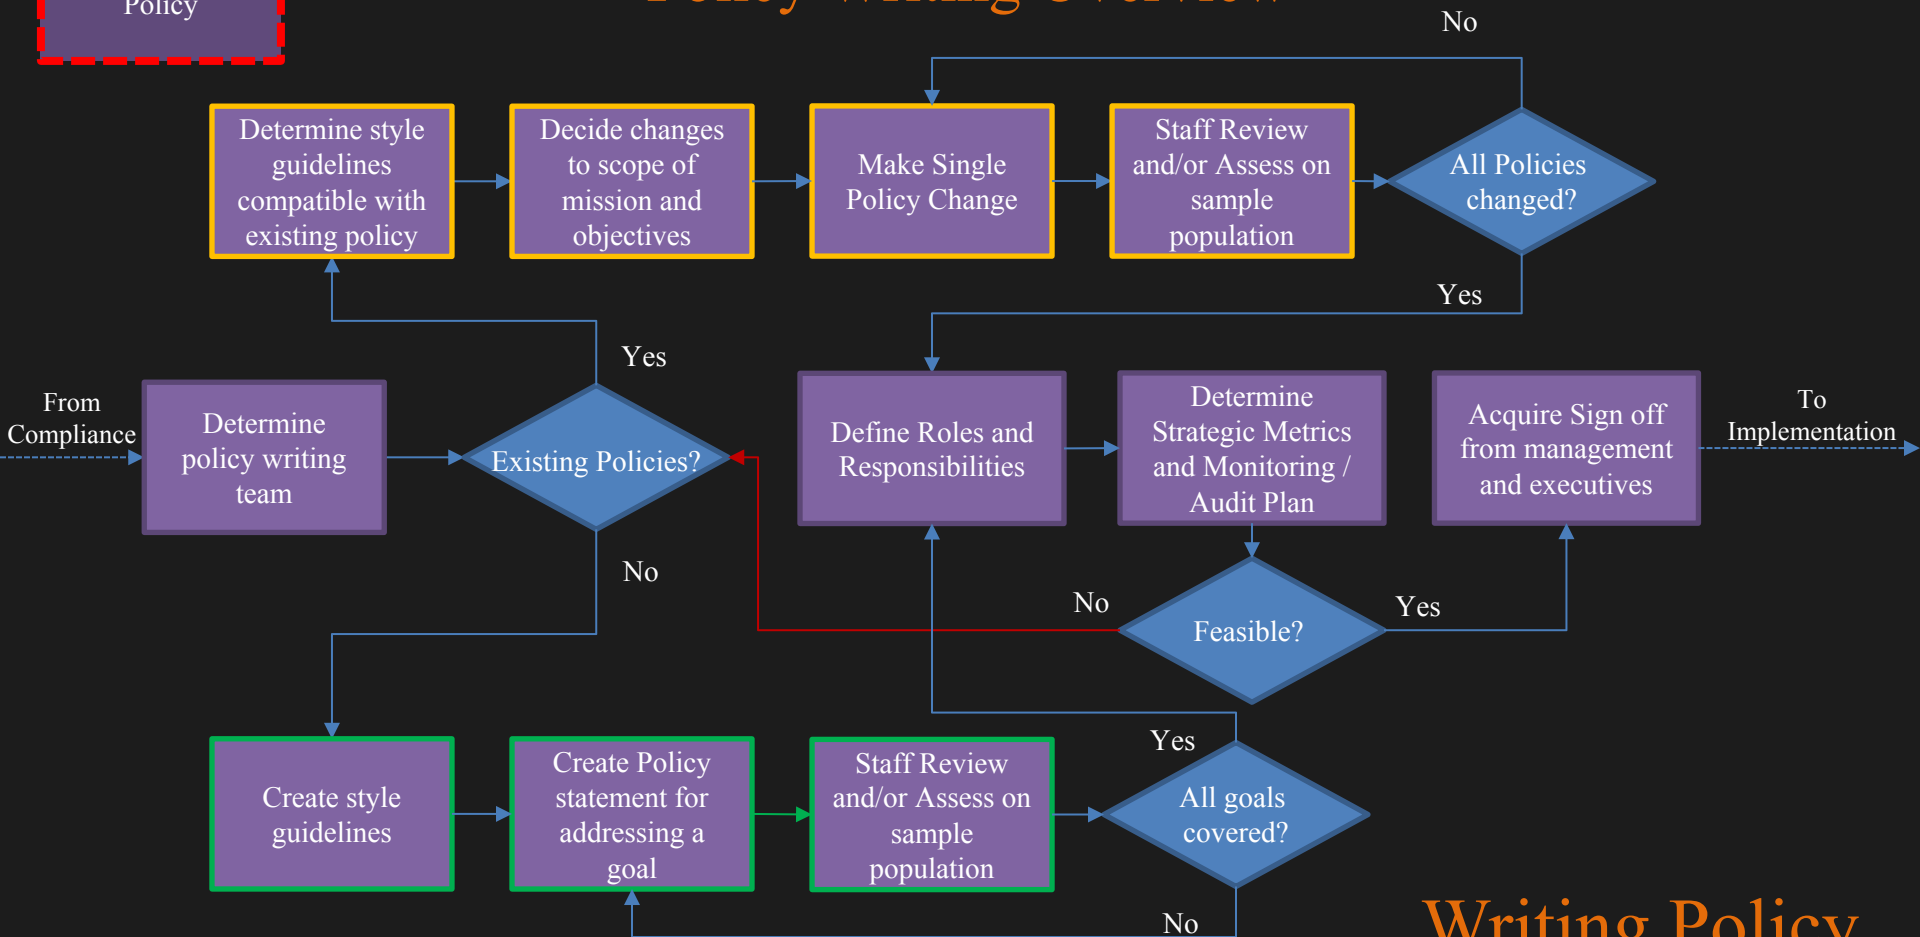 Policy
Policy Writing Overview
No
Determine style
guidelines
compatible with
existing policy
Decide changes
to scope of
mission and
objectives
Make Single
Policy Change
Staff Review
and/or Assess on
sample
population
All Policies
changed?
Yes
Yes
From
Compliance
Determine
policy writing
team
Existing Policies?
Define Roles and
Responsibilities
Determine
Strategic Metrics
and Monitoring /
Audit Plan
Acquire Sign off
from management
and executives
To
Implementation
No
No
Feasible?
Yes
Create style
guidelines
Create Policy
statement for
addressing a
goal
Staff Review
and/or Assess on
sample
population
Yes
All goals
covered?
No
Writing Policy